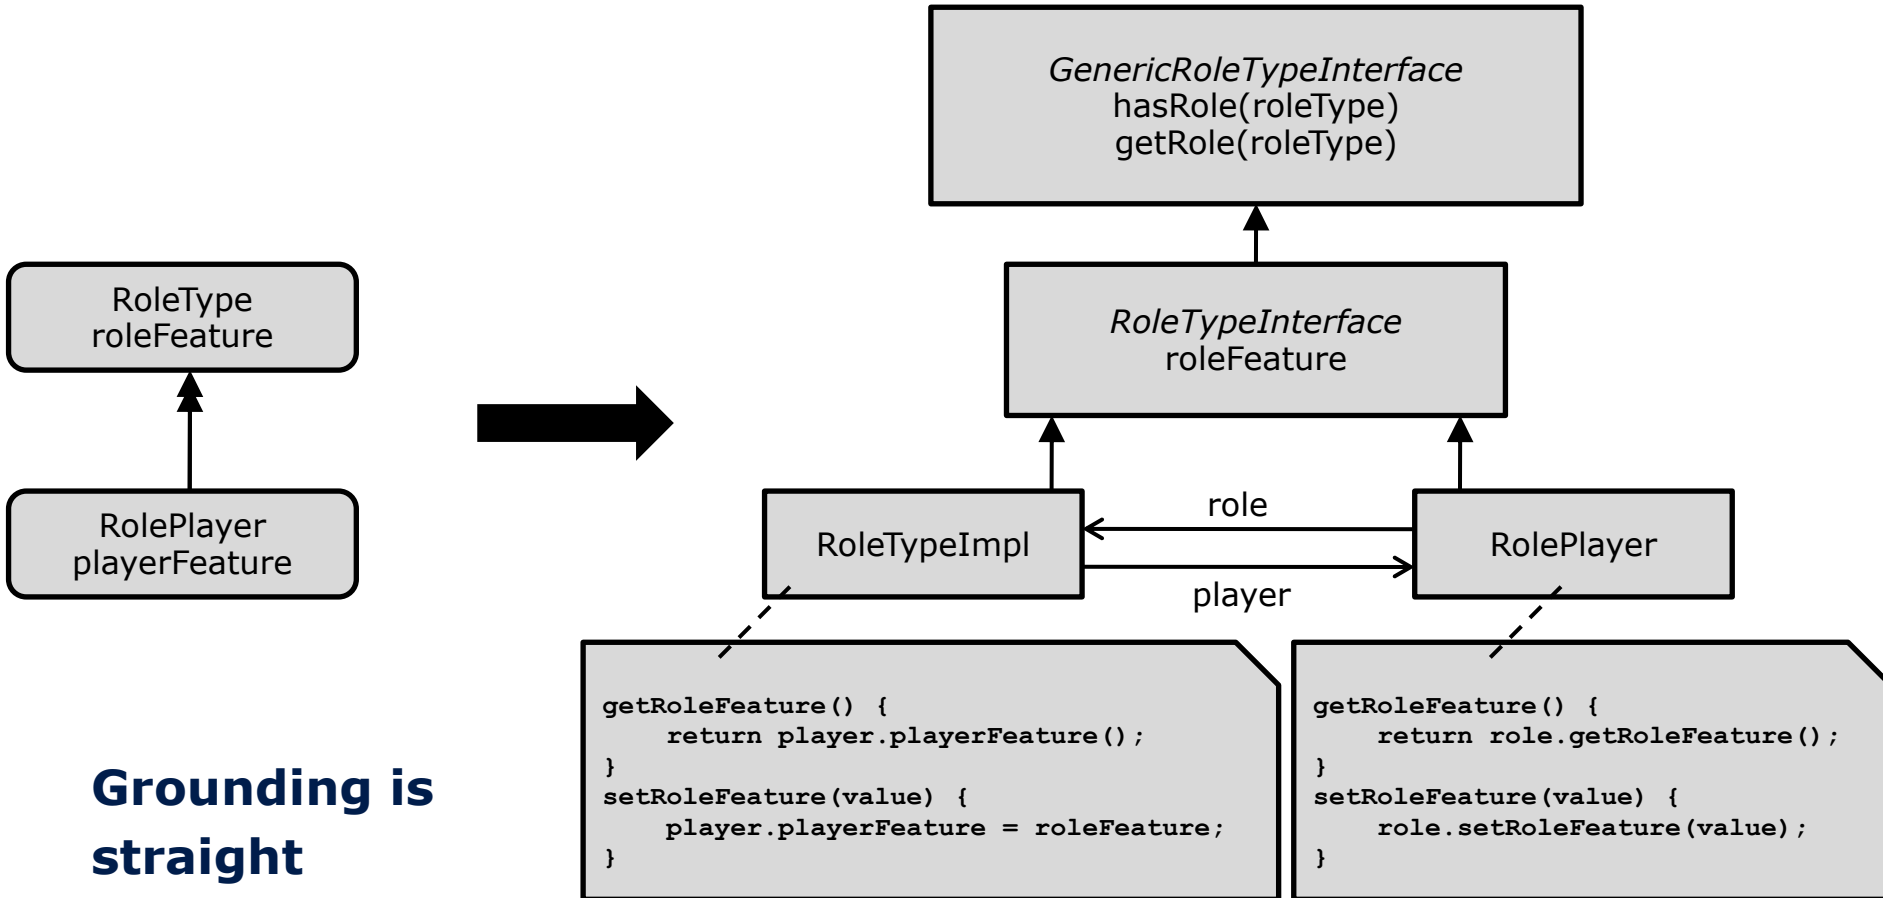 GenericRoleTypeInterface
hasRole(roleType)
getRole(roleType)
RoleType
roleFeature
RoleTypeInterface
roleFeature
RolePlayer
playerFeature
RoleTypeImpl
role
player
RolePlayer
getRoleFeature() {
    return player.playerFeature();
}
setRoleFeature(value) {
    player.playerFeature = roleFeature;
}
getRoleFeature() {
    return role.getRoleFeature();
}
setRoleFeature(value) {
    role.setRoleFeature(value);
}
Grounding is
straight